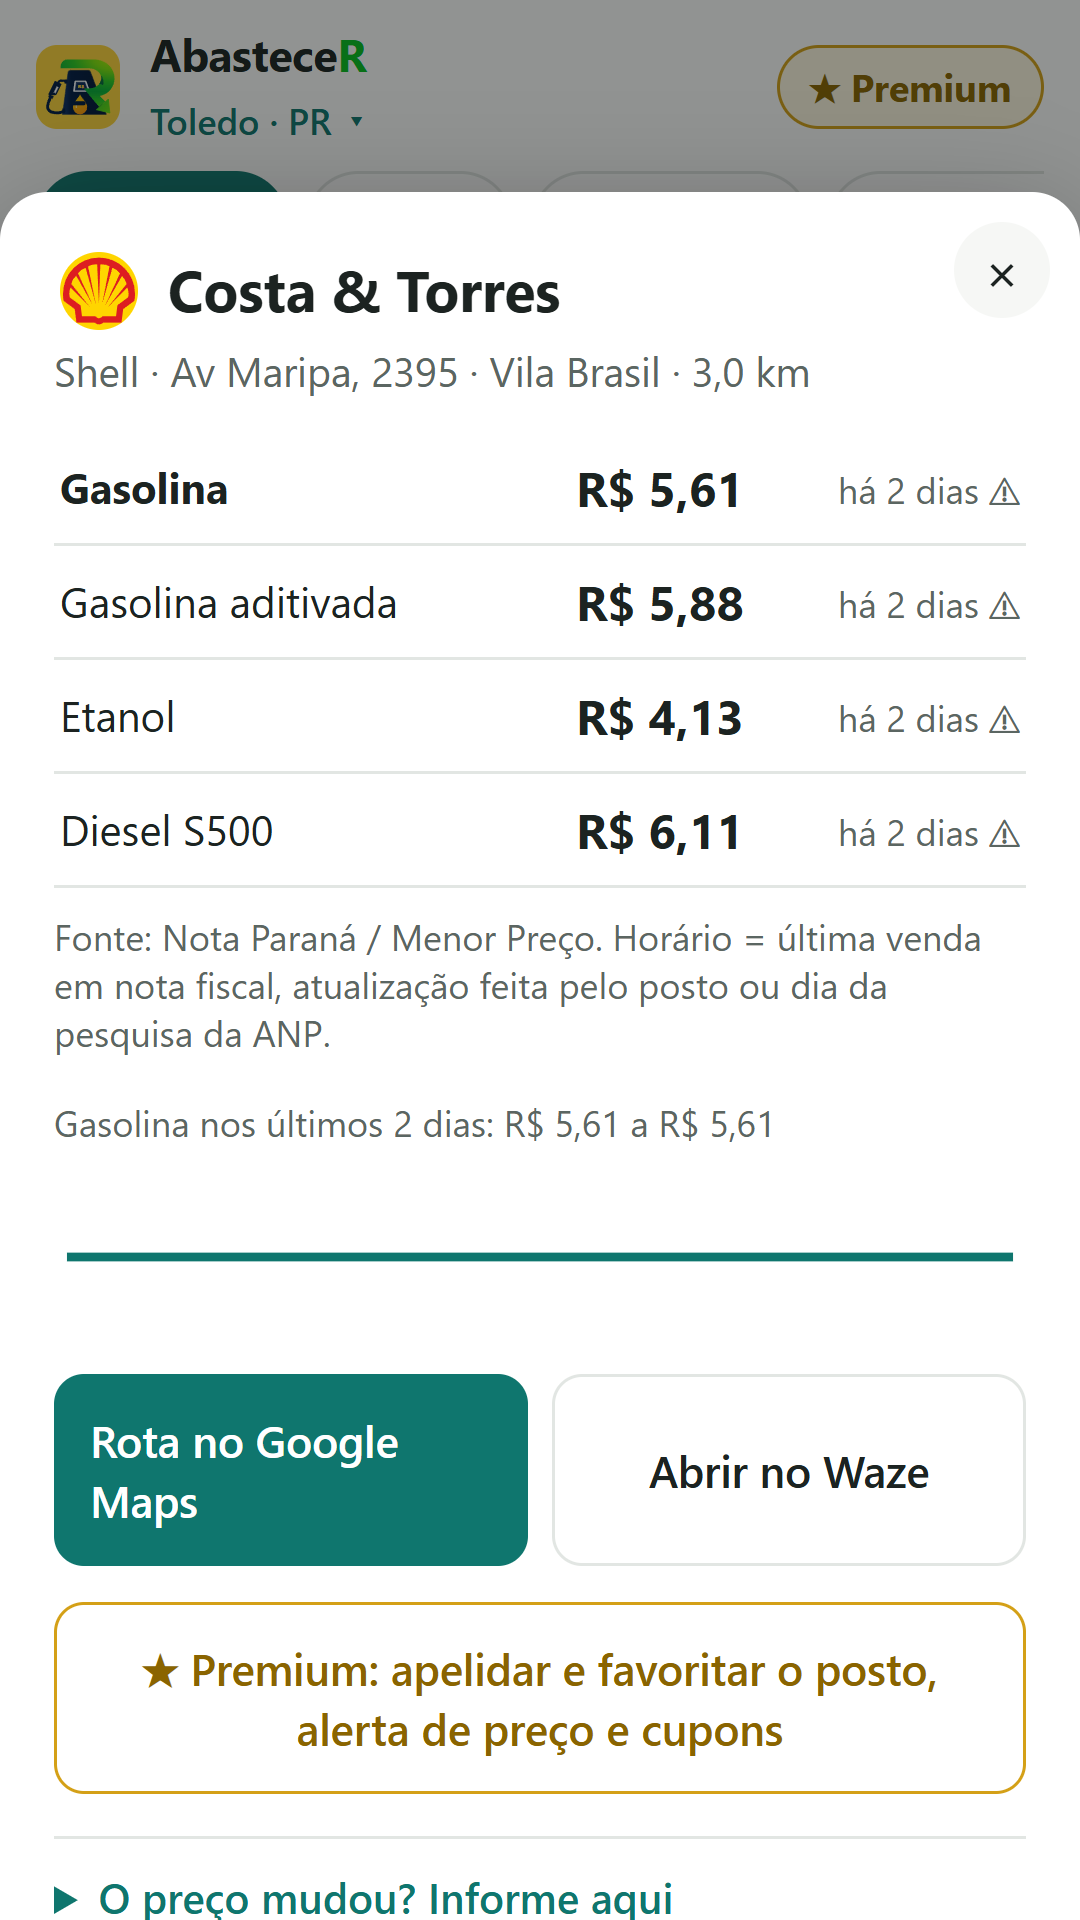 AbasteceR
Toledo · PR ▼
★ Premium
Costa & Torres
×
Shell · Av Maripa, 2395 · Vila Brasil · 3,0 km
Gasolina R$ 5,61 há 2 dias ⚠
Gasolina aditivada R$ 5,88 há 2 dias ⚠
Etanol R$ 4,13 há 2 dias ⚠
Diesel S500 R$ 6,11 há 2 dias ⚠
Fonte: Nota Paraná / Menor Preço. Horário = última venda
em nota fiscal, atualização feita pelo posto ou dia da
pesquisa da ANP.
Gasolina nos últimos 2 dias: R$ 5,61 a R$ 5,61
Rota no Google
Maps
Abrir no Waze
★ Premium: apelidar e favoritar o posto,
alerta de preço e cupons
▶ O preço mudou? Informe aqui